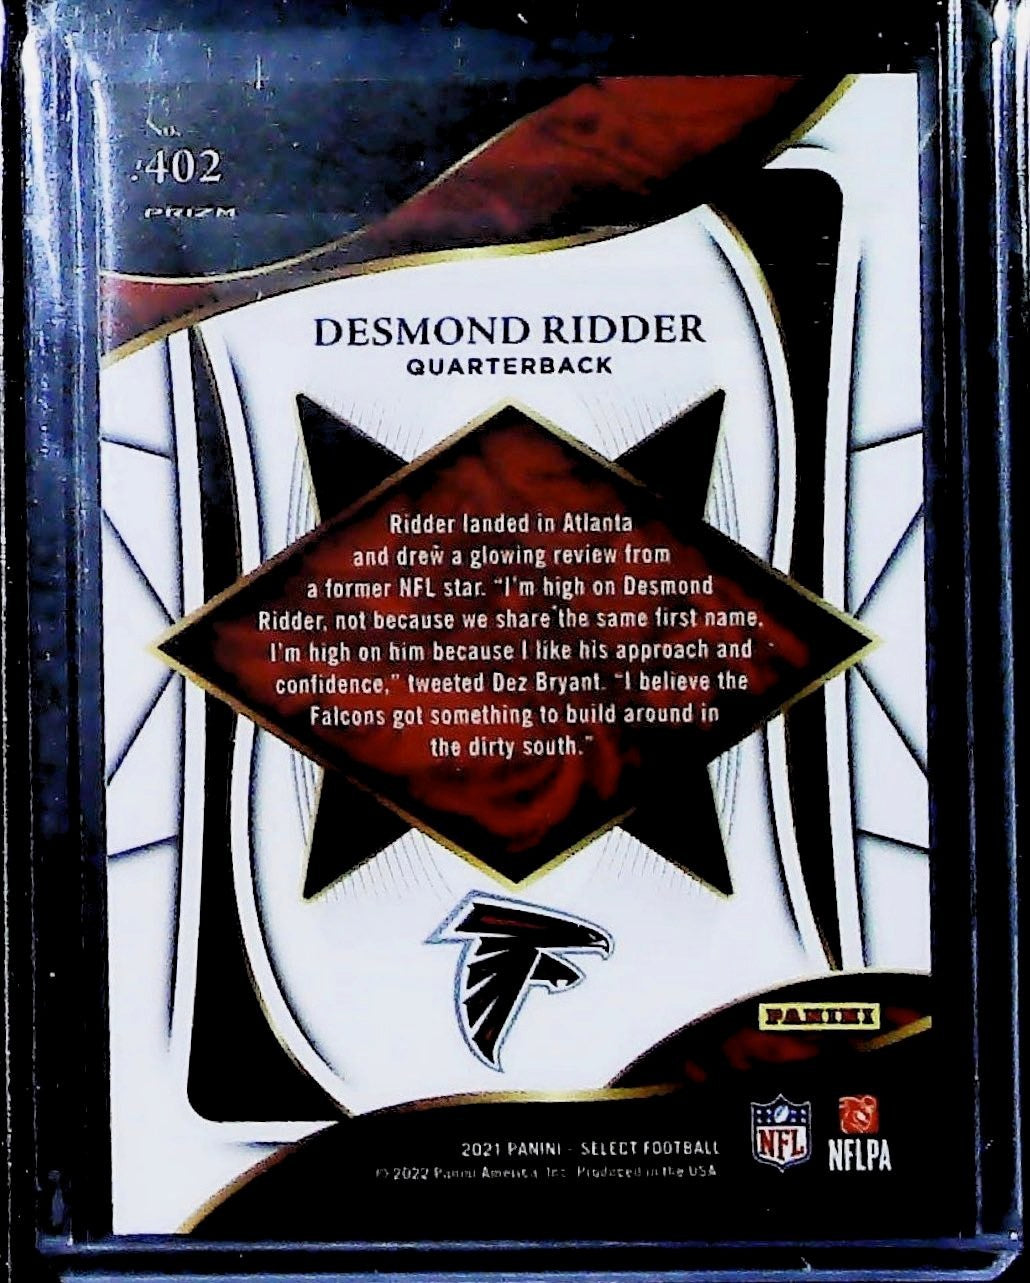 No.
402
PRIZM
DESMOND RIDDER
QUARTERBACK
Ridder landed in Atlanta
and drew a glowing review from
a former NFL star. "I'm high on Desmond
Ridder, not because we share the same first name.
I'm high on him because I like his approach and
confidence," tweeted Dez Bryant. "I believe the
Falcons got something to build around in
the dirty south."
PANINI
2021 PANINI - SELECT FOOTBALL
© 2022 Panini America, Inc. Produced in the USA
NFL
NFLPA